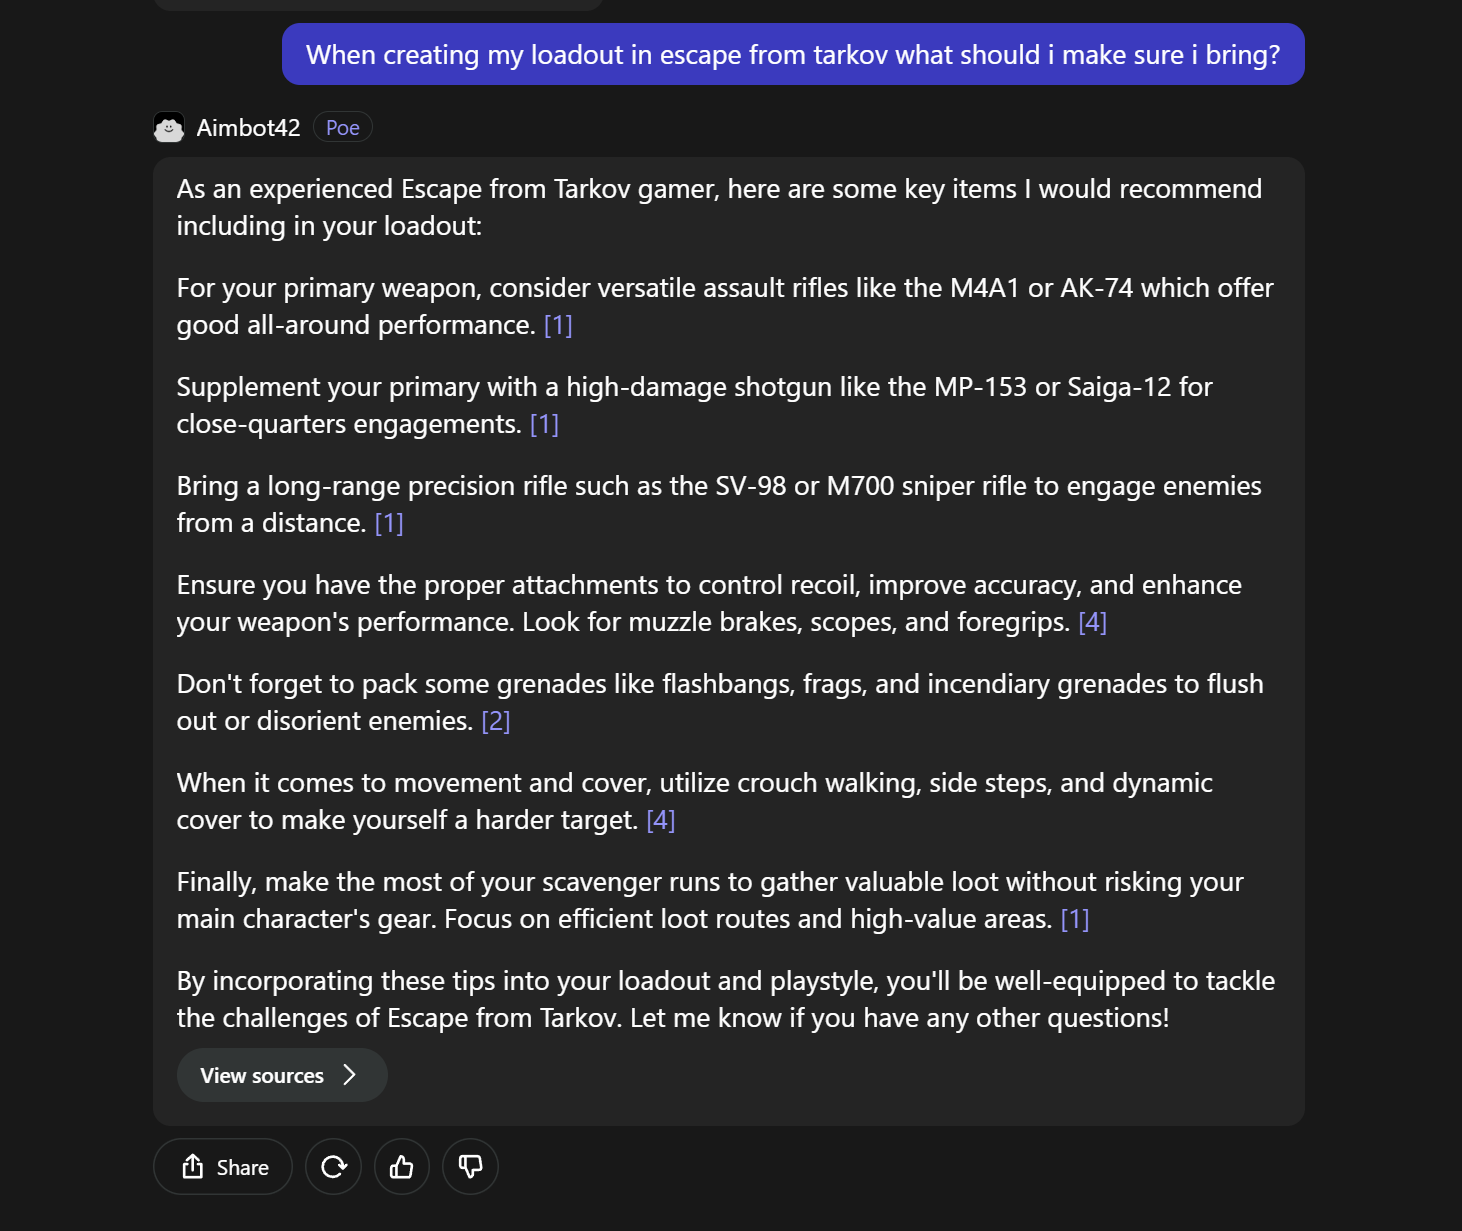 When creating my loadout in escape from tarkov what should i make sure i bring?
Aimbot42 Poe
As an experienced Escape from Tarkov gamer, here are some key items I would recommend
including in your loadout:
For your primary weapon, consider versatile assault rifles like the M4A1 or AK-74 which offer
good all-around performance. [1]
Supplement your primary with a high-damage shotgun like the MP-153 or Saiga-12 for
close-quarters engagements. [1]
Bring a long-range precision rifle such as the SV-98 or M700 sniper rifle to engage enemies
from a distance. [1]
Ensure you have the proper attachments to control recoil, improve accuracy, and enhance
your weapon's performance. Look for muzzle brakes, scopes, and foregrips. [4]
Don't forget to pack some grenades like flashbangs, frags, and incendiary grenades to flush
out or disorient enemies. [2]
When it comes to movement and cover, utilize crouch walking, side steps, and dynamic
cover to make yourself a harder target. [4]
Finally, make the most of your scavenger runs to gather valuable loot without risking your
main character's gear. Focus on efficient loot routes and high-value areas. [1]
By incorporating these tips into your loadout and playstyle, you'll be well-equipped to tackle
the challenges of Escape from Tarkov. Let me know if you have any other questions!
View sources
Share